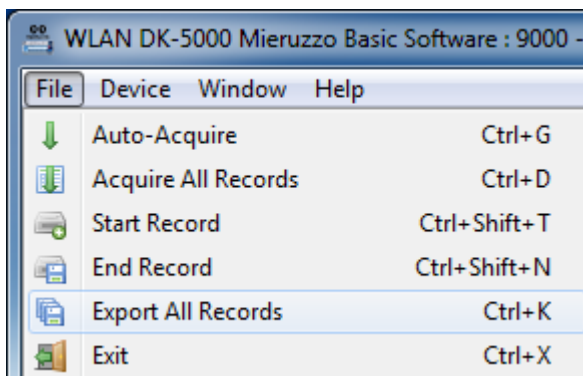 WLAN DK-5000 Mieruzzo Basic Software : 9000 -
File Device Window Help
Auto-Acquire Ctrl+G
Acquire All Records Ctrl+D
Start Record Ctrl+Shift+T
End Record Ctrl+Shift+N
Export All Records Ctrl+K
Exit Ctrl+X